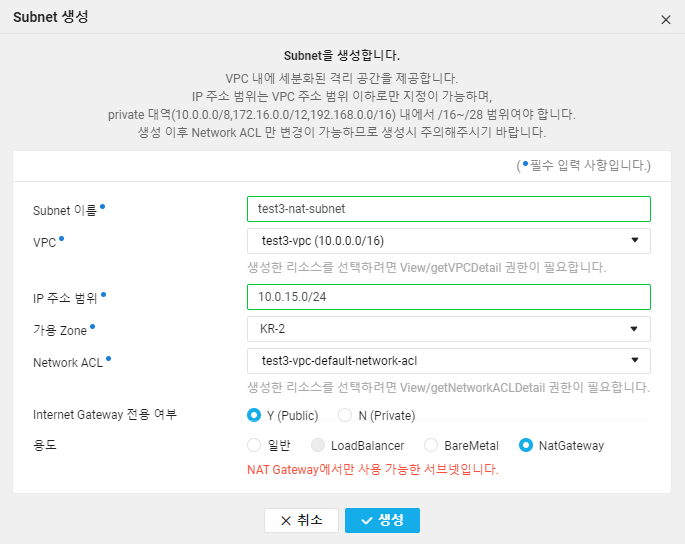 Subnet 생성
Subnet을 생성합니다.
VPC 내에 세분화된 격리 공간을 제공합니다.
IP 주소 범위는 VPC 주소 범위 이하로만 지정이 가능하며,
private 대역(10.0.0.0/8,172.16.0.0/12,192.168.0.0/16) 내에서 /16~/28 범위여야 합니다.
생성 이후 Network ACL 만 변경이 가능하므로 생성시 주의해주시기 바랍니다.
(•필수 입력 사항입니다.)
Subnet 이름• test3-nat-subnet
VPC• test3-vpc (10.0.0.0/16)
생성한 리소스를 선택하려면 View/getVPCDetail 권한이 필요합니다.
IP 주소 범위• 10.0.15.0/24
가용 Zone• KR-2
Network ACL• test3-vpc-default-network-acl
생성한 리소스를 선택하려면 View/getNetworkACLDetail 권한이 필요합니다.
Internet Gateway 전용 여부 Y (Public) N (Private)
용도 일반 LoadBalancer BareMetal NatGateway
NAT Gateway에서만 사용 가능한 서브넷입니다.
× 취소 ✓ 생성